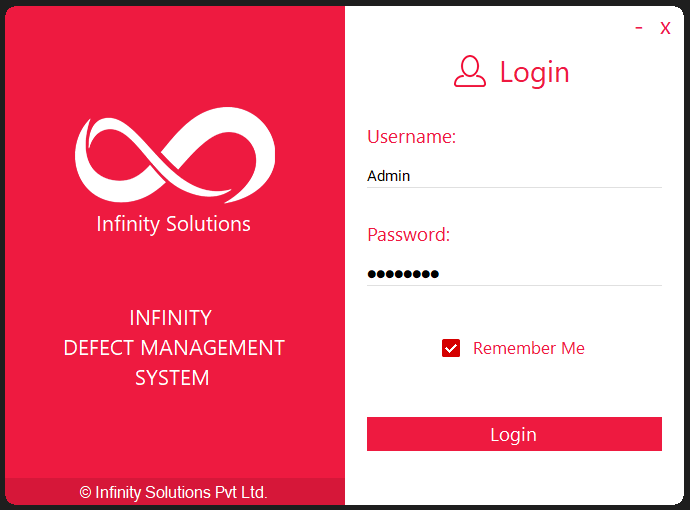 Infinity Solutions
INFINITY
DEFECT MANAGEMENT
SYSTEM
© Infinity Solutions Pvt Ltd.
- X
Login
Username:
Admin
Password:
●●●●●●●●
Remember Me
Login